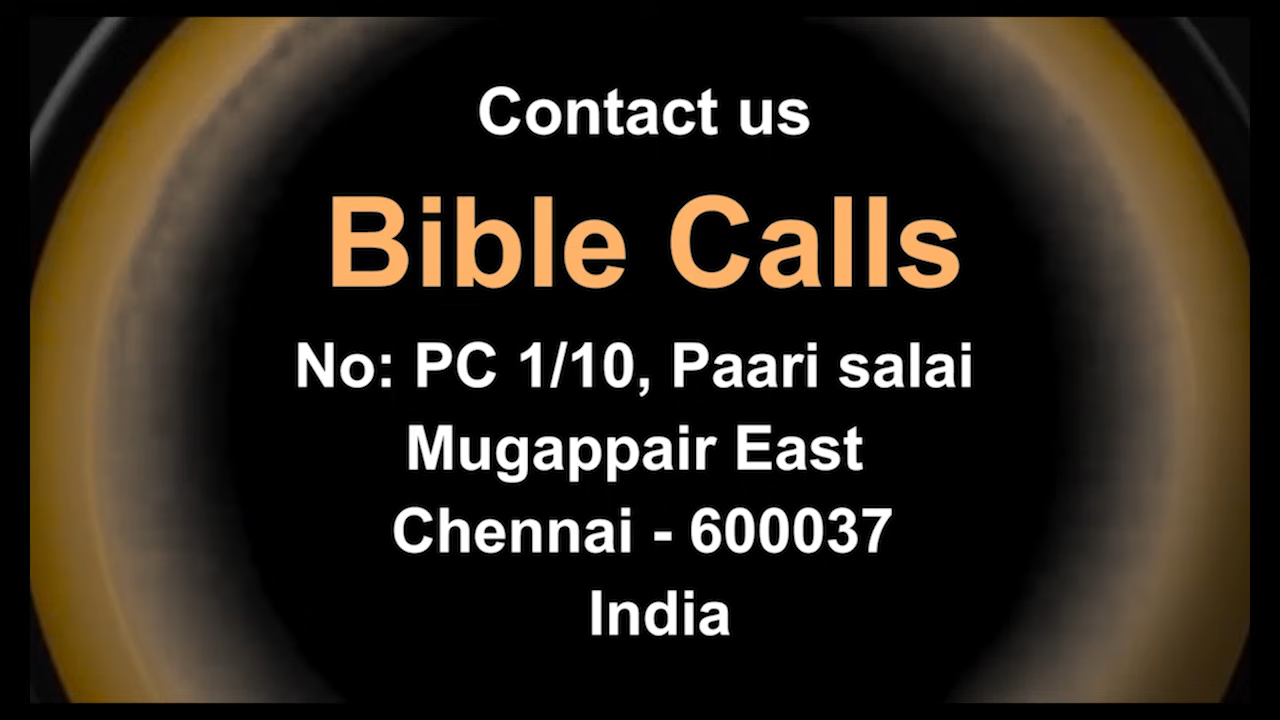 Contact us
Bible Calls
No: PC 1/10, Paari salai
Mugappair East
Chennai - 600037
India